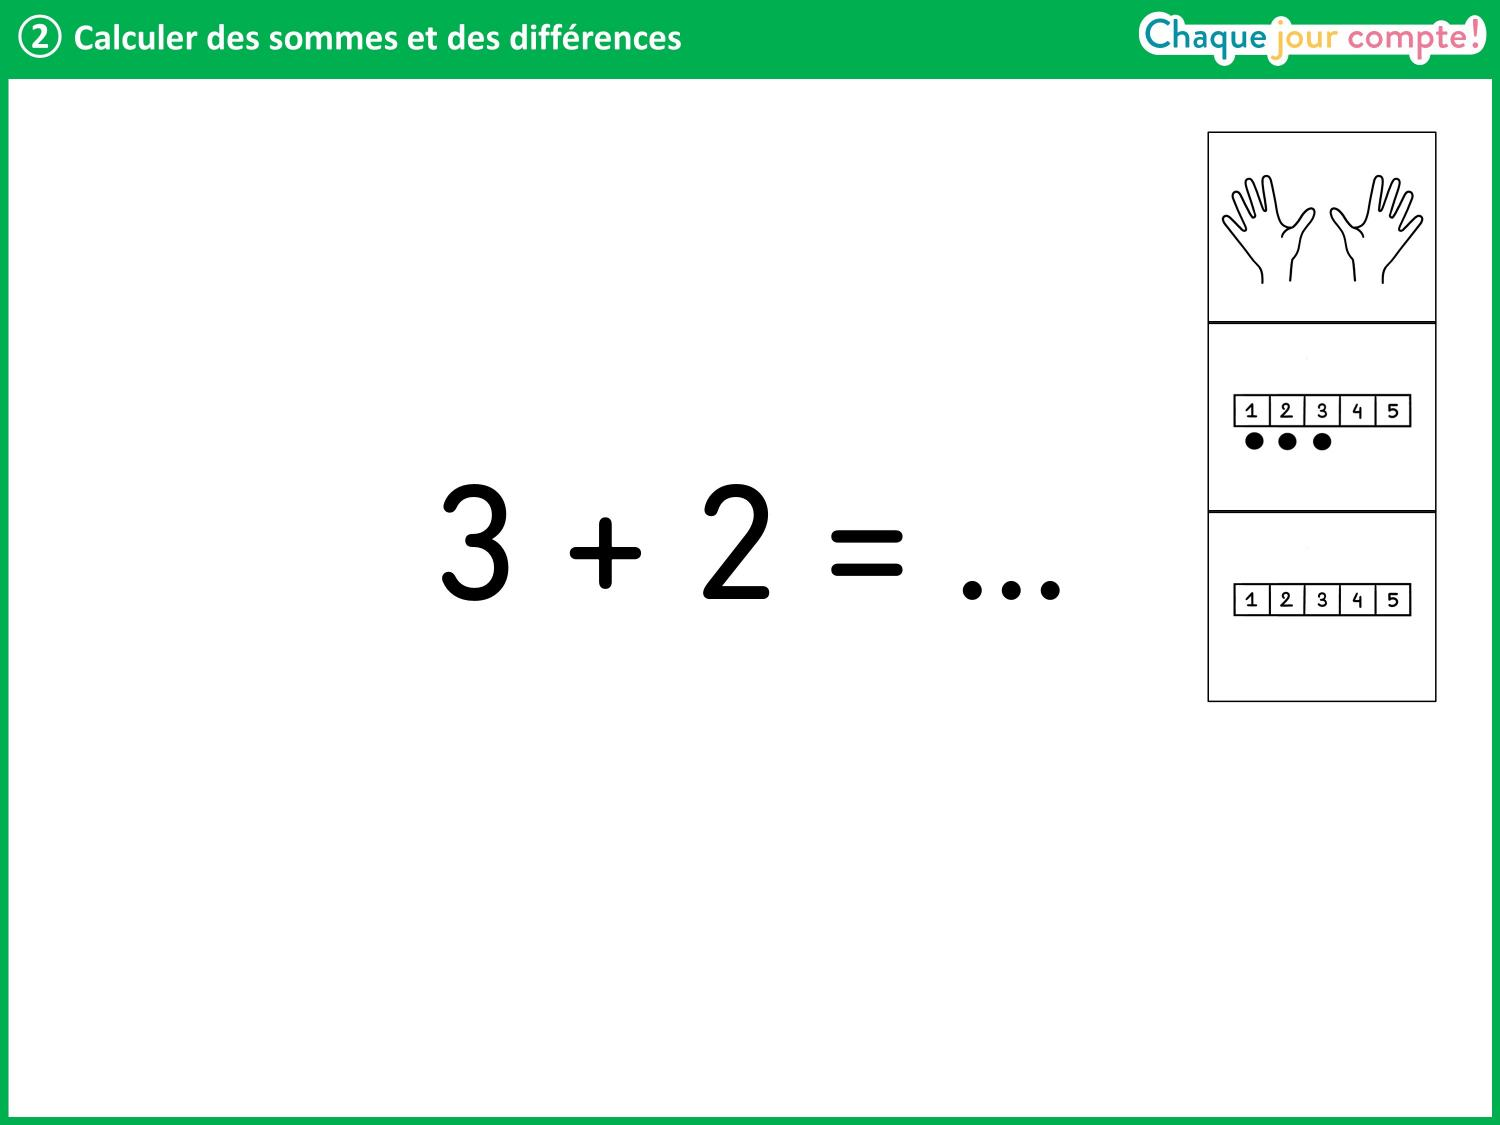 ② Calculer des sommes et des différences
Chaque jour compte!
3 + 2 = ...
1 2 3 4 5
1 2 3 4 5